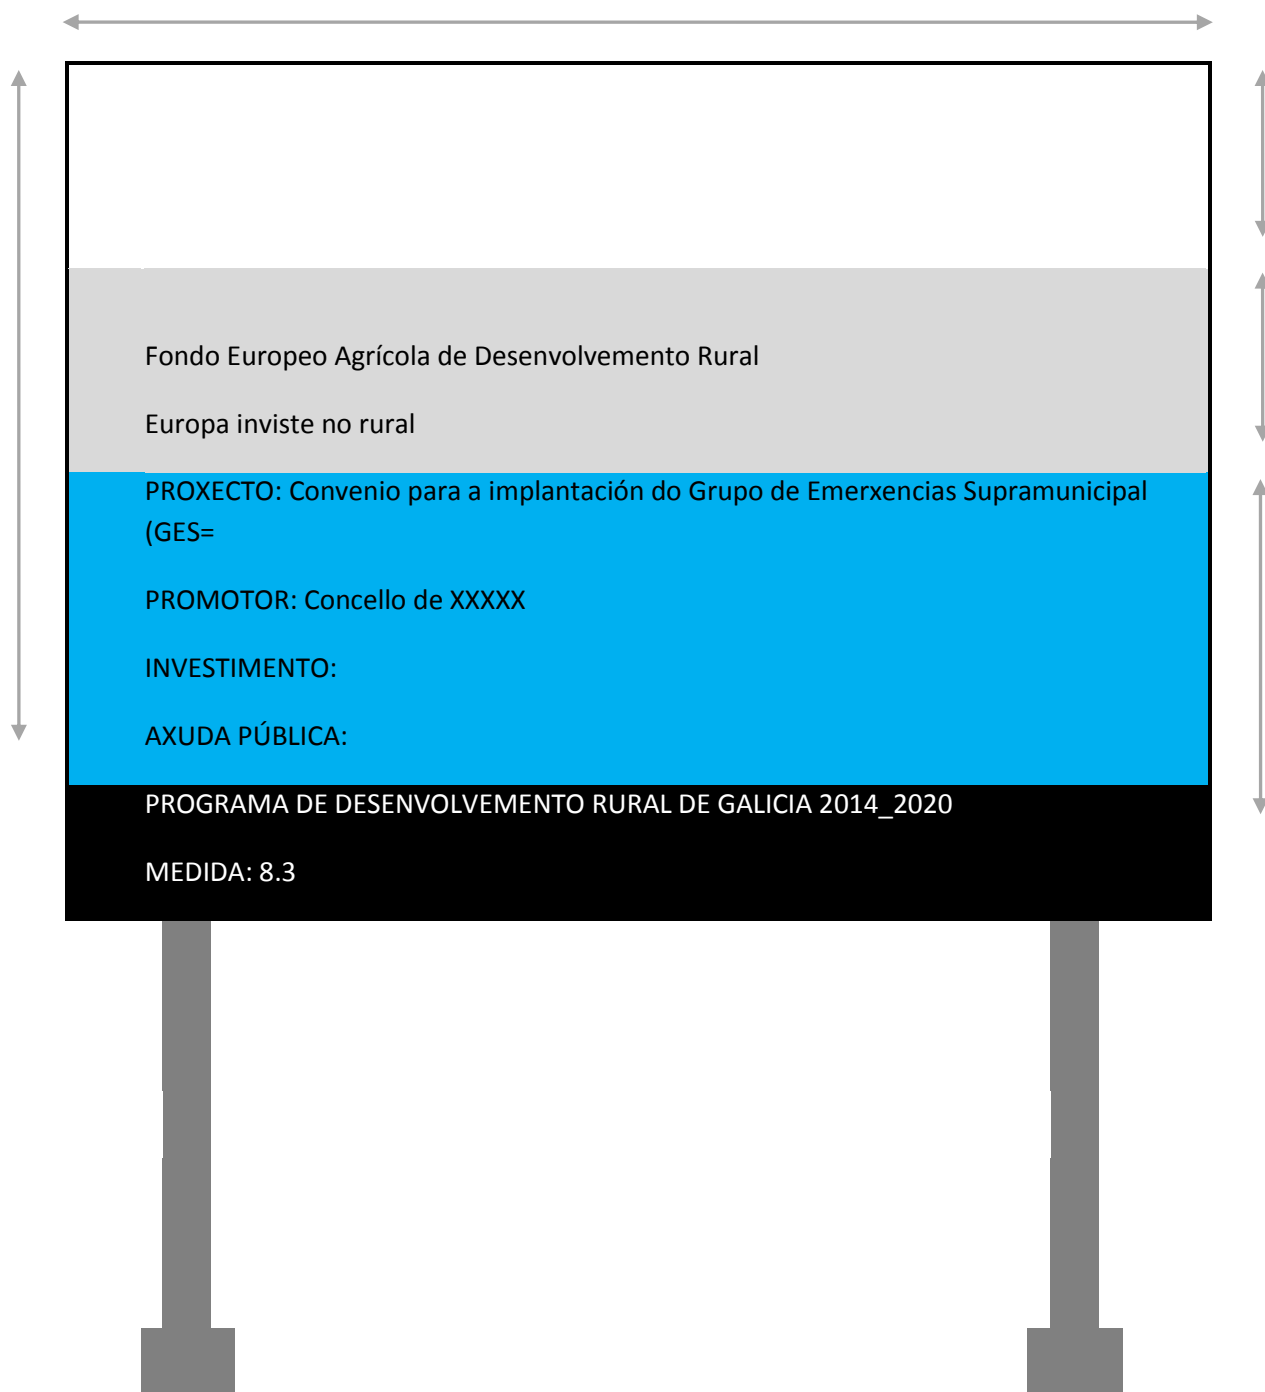 Fondo Europeo Agrícola de Desenvolvemento Rural
Europa inviste no rural
PROXECTO: Convenio para a implantación do Grupo de Emerxencias Supramunicipal
(GES=
PROMOTOR: Concello de XXXXX
INVESTIMENTO:
AXUDA PÚBLICA:
PROGRAMA DE DESENVOLVEMENTO RURAL DE GALICIA 2014_2020
MEDIDA: 8.3